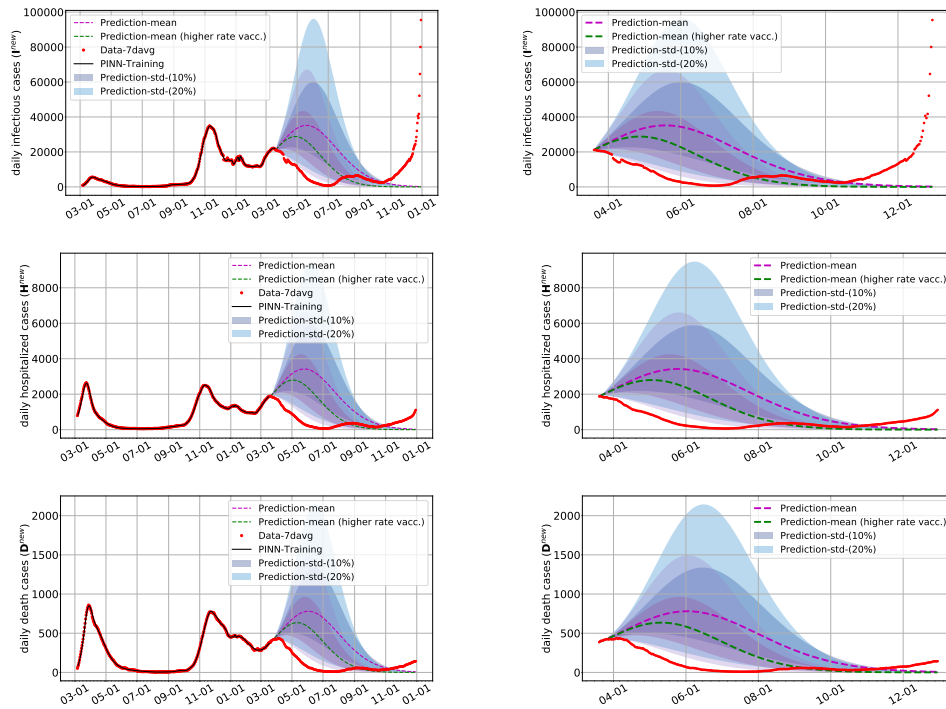 daily infectious cases (I^new)
100000
80000
60000
40000
20000
0
Prediction-mean
Prediction-mean (higher rate vacc.)
Data-7davg
PINN-Training
Prediction-std-(10%)
Prediction-std-(20%)
03-01 05-01 07-01 09-01 11-01 01-01 03-01 05-01 07-01 09-01 11-01 01-01
daily infectious cases (I^new)
100000
80000
60000
40000
20000
0
Prediction-mean
Prediction-mean (higher rate vacc.)
Prediction-std-(10%)
Prediction-std-(20%)
04-01 06-01 08-01 10-01 12-01
daily hospitalized cases (H^new)
8000
6000
4000
2000
0
Prediction-mean
Prediction-mean (higher rate vacc.)
Data-7davg
PINN-Training
Prediction-std-(10%)
Prediction-std-(20%)
03-01 05-01 07-01 09-01 11-01 01-01 03-01 05-01 07-01 09-01 11-01 01-01
daily hospitalized cases (H^new)
8000
6000
4000
2000
0
Prediction-mean
Prediction-mean (higher rate vacc.)
Prediction-std-(10%)
Prediction-std-(20%)
04-01 06-01 08-01 10-01 12-01
daily death cases (D^new)
2000
1500
1000
500
0
Prediction-mean
Prediction-mean (higher rate vacc.)
Data-7davg
PINN-Training
Prediction-std-(10%)
Prediction-std-(20%)
03-01 05-01 07-01 09-01 11-01 01-01 03-01 05-01 07-01 09-01 11-01 01-01
daily death cases (D^new)
2000
1500
1000
500
0
Prediction-mean
Prediction-mean (higher rate vacc.)
Prediction-std-(10%)
Prediction-std-(20%)
04-01 06-01 08-01 10-01 12-01